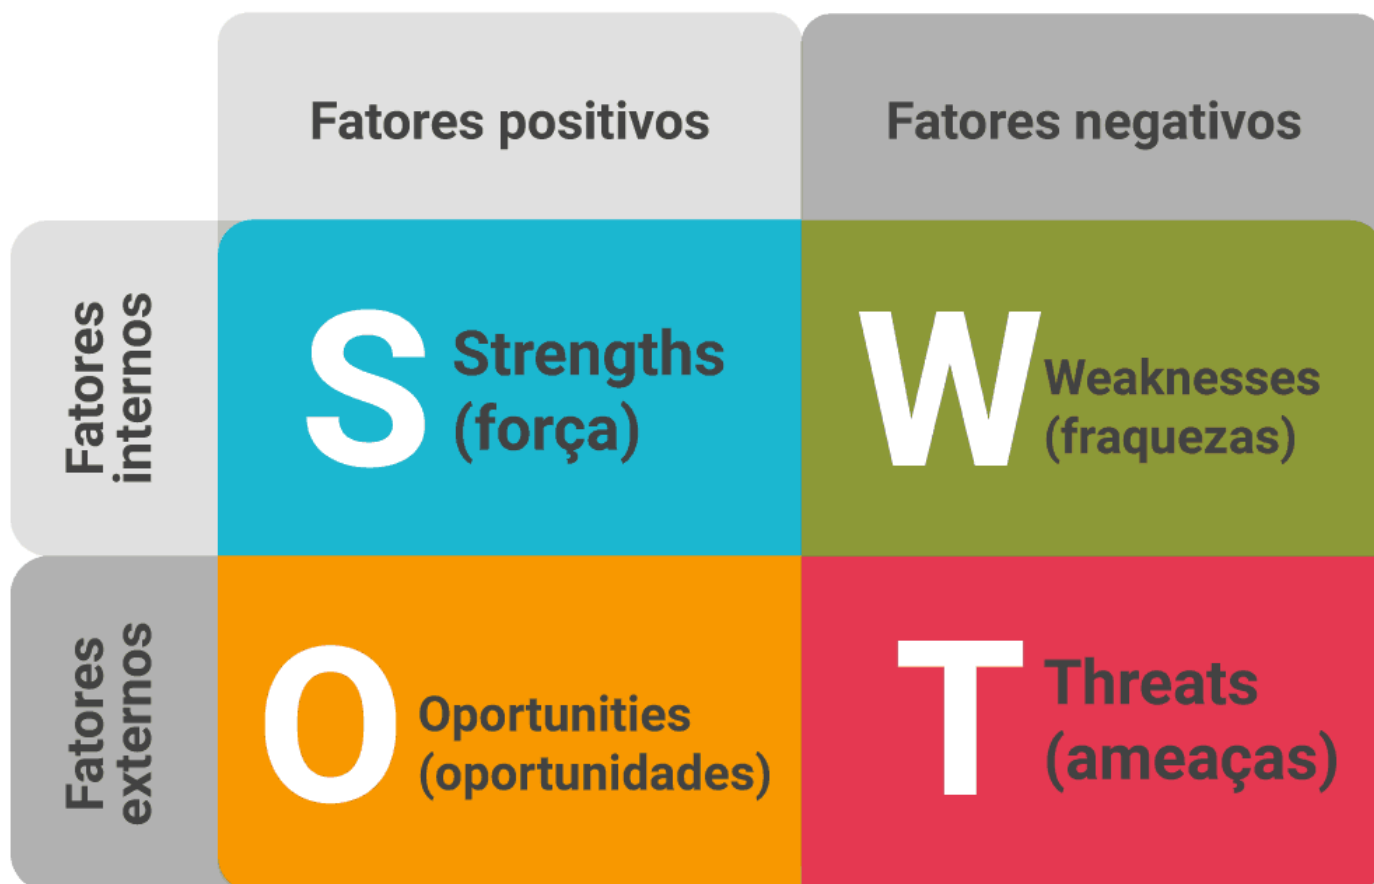 Fatores positivos
Fatores negativos
Fatores
internos
S
Strengths
(força)
W
Weaknesses
(fraquezas)
Fatores
externos
O
Oportunities
(oportunidades)
T
Threats
(ameaças)